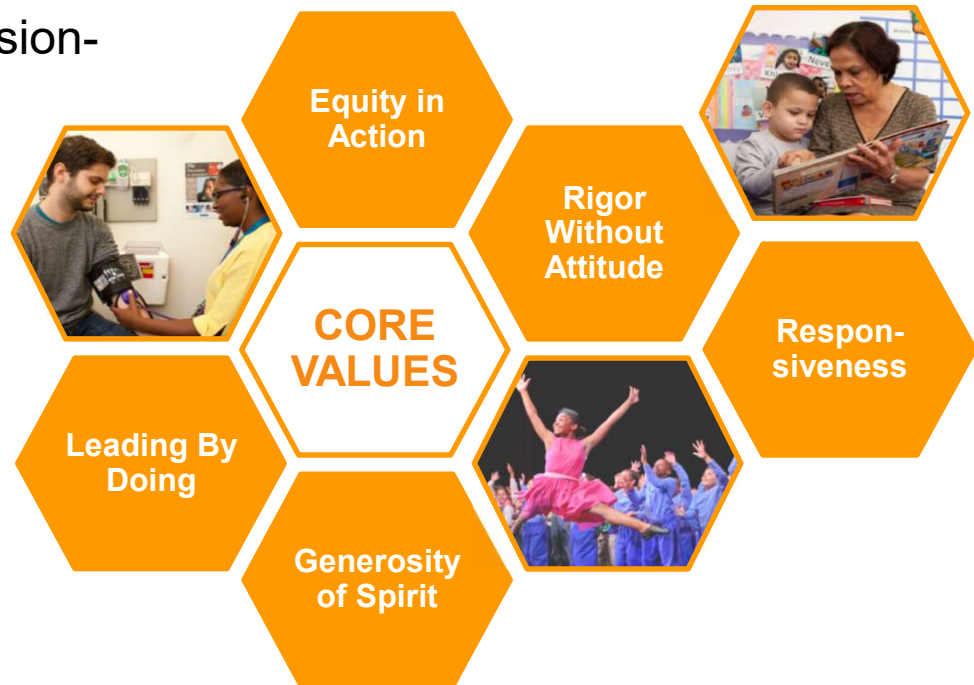 sion-
Equity in
Action
Rigor
Without
Attitude
CORE
VALUES
Respon-
siveness
Leading By
Doing
Generosity
of Spirit